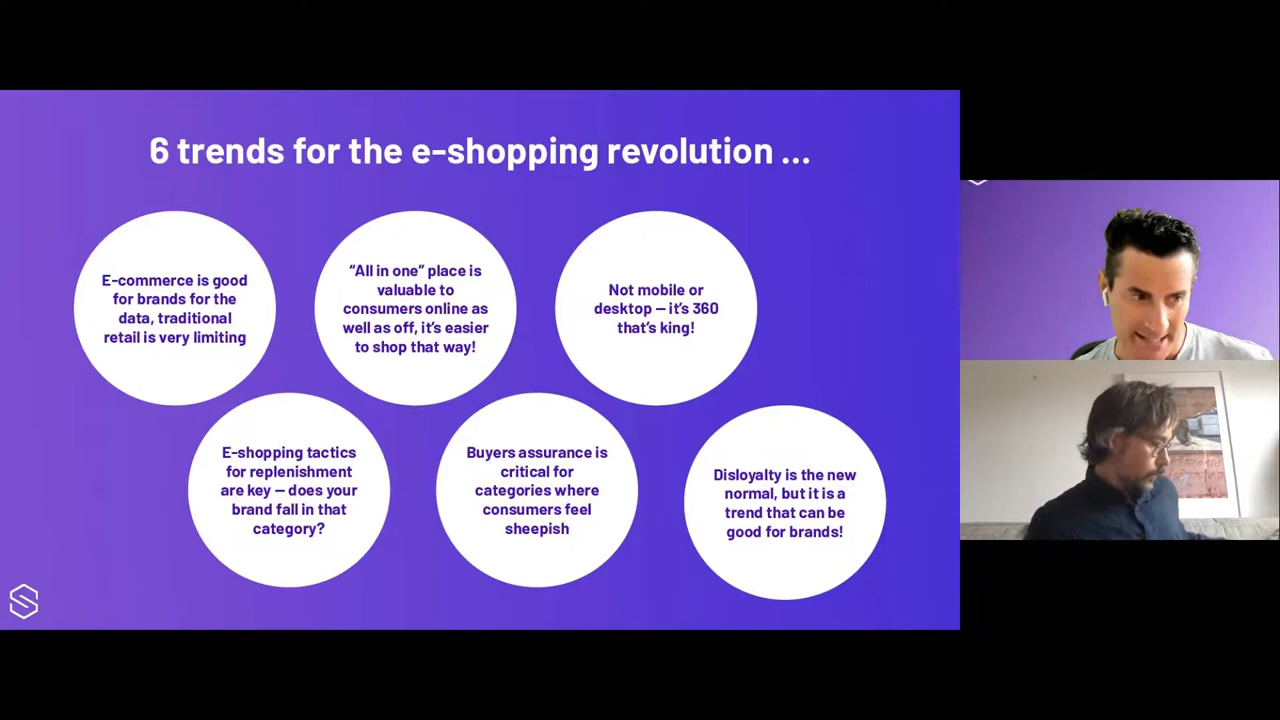 6 trends for the e-shopping revolution ...
E-commerce is good
for brands for the
data, traditional
retail is very limiting
“All in one” place is
valuable to
consumers online as
well as off, it’s easier
to shop that way!
Not mobile or
desktop – it’s 360
that’s king!
E-shopping tactics
for replenishment
are key – does your
brand fall in that
category?
Buyers assurance is
critical for
categories where
consumers feel
sheepish
Disloyalty is the new
normal, but it is a
trend that can be
good for brands!